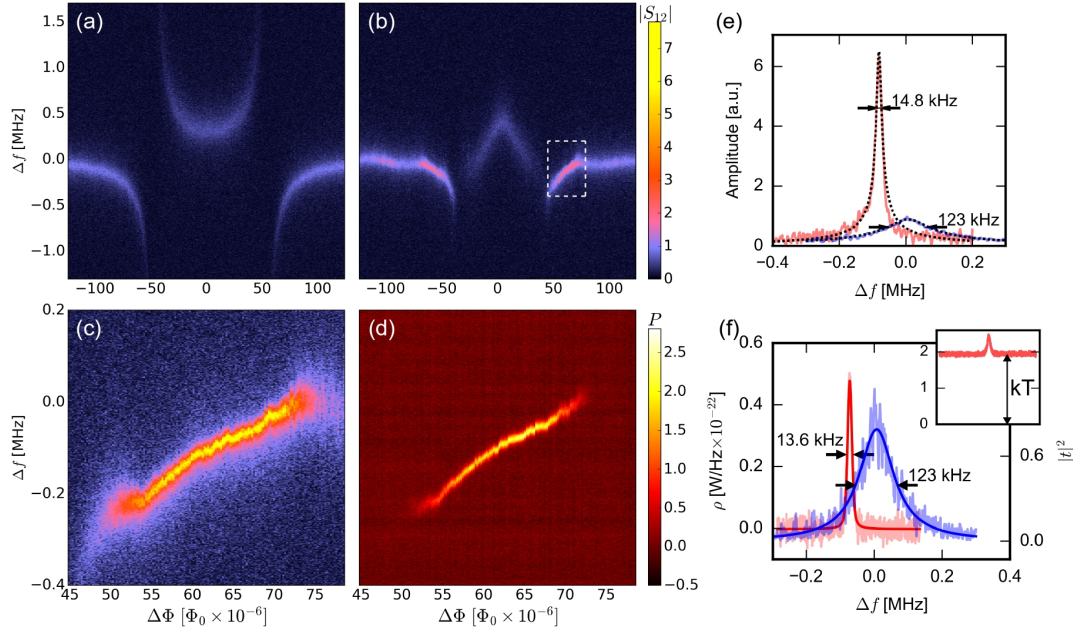 (a)
(b)
|S12|
(e)
1.5
1.0
0.5
0.0
−0.5
−1.0
Δf [MHz]
−100 −50 0 50 100
−100 −50 0 50 100
7
6
5
4
3
2
1
0
Amplitude [a.u.]
6
4
2
0
14.8 kHz
123 kHz
−0.4 −0.2 0.0 0.2
Δf [MHz]
(c)
(d)
P
(f)
0.2
0.0
−0.2
−0.4
Δf [MHz]
45 50 55 60 65 70 75
ΔΦ [Φ0 × 10−6]
50 55 60 65 70 75
ΔΦ [Φ0 × 10−6]
2.5
2.0
1.5
1.0
0.5
0.0
−0.5
ρ [W/Hz×10−22]
0.6
0.4
0.2
0.0
13.6 kHz
123 kHz
2
1
0
kT
0.6
0.0
|t|2
−0.2 0.0 0.2 0.4
Δf [MHz]